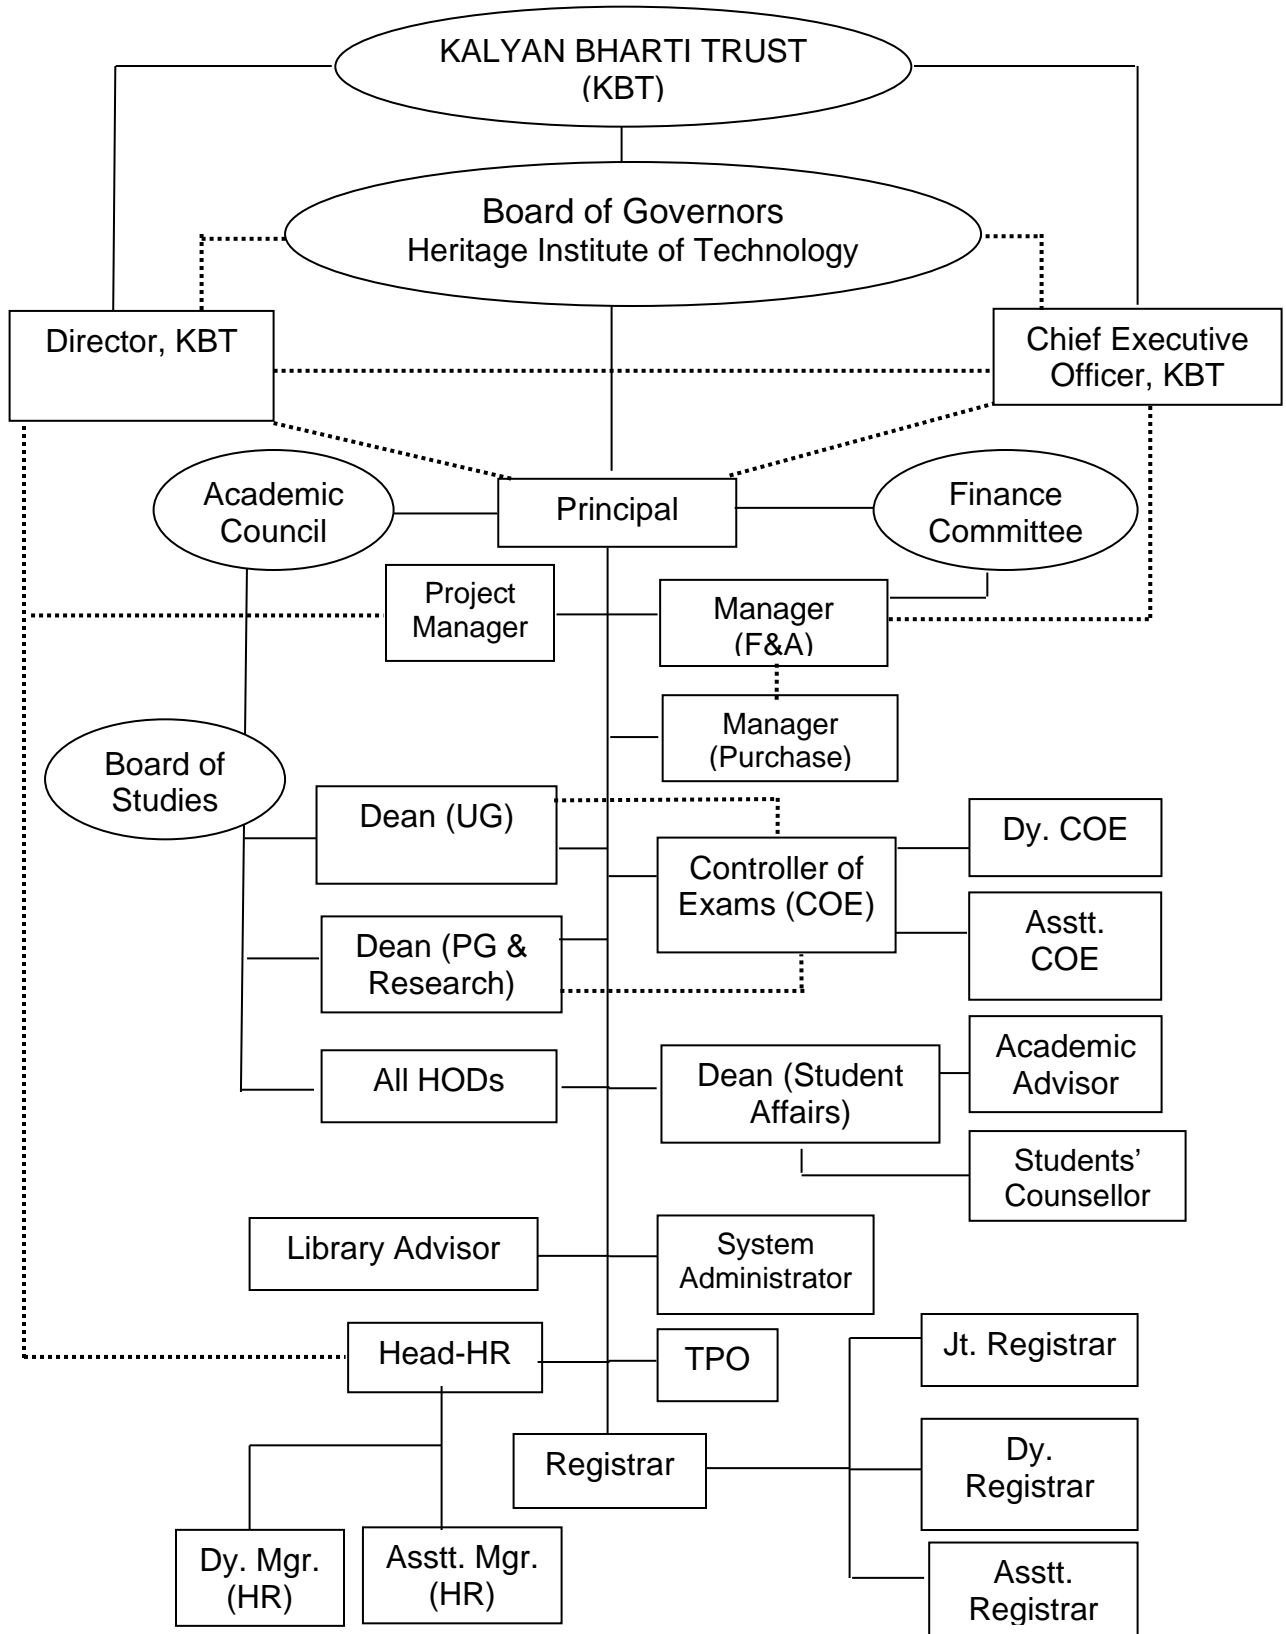 KALYAN BHARTI TRUST
(KBT)
Board of Governors
Heritage Institute of Technology
Director, KBT
Chief Executive
Officer, KBT
Academic
Council
Principal
Finance
Committee
Project
Manager
Manager
(F&A)
Manager
(Purchase)
Board of
Studies
Dean (UG)
Controller of
Exams (COE)
Dy. COE
Dean (PG &
Research)
Asstt.
COE
All HODs
Dean (Student
Affairs)
Academic
Advisor
Students’
Counsellor
Library Advisor
System
Administrator
Head-HR
TPO
Jt. Registrar
Registrar
Dy.
Registrar
Dy. Mgr.
(HR)
Asstt. Mgr.
(HR)
Asstt.
Registrar